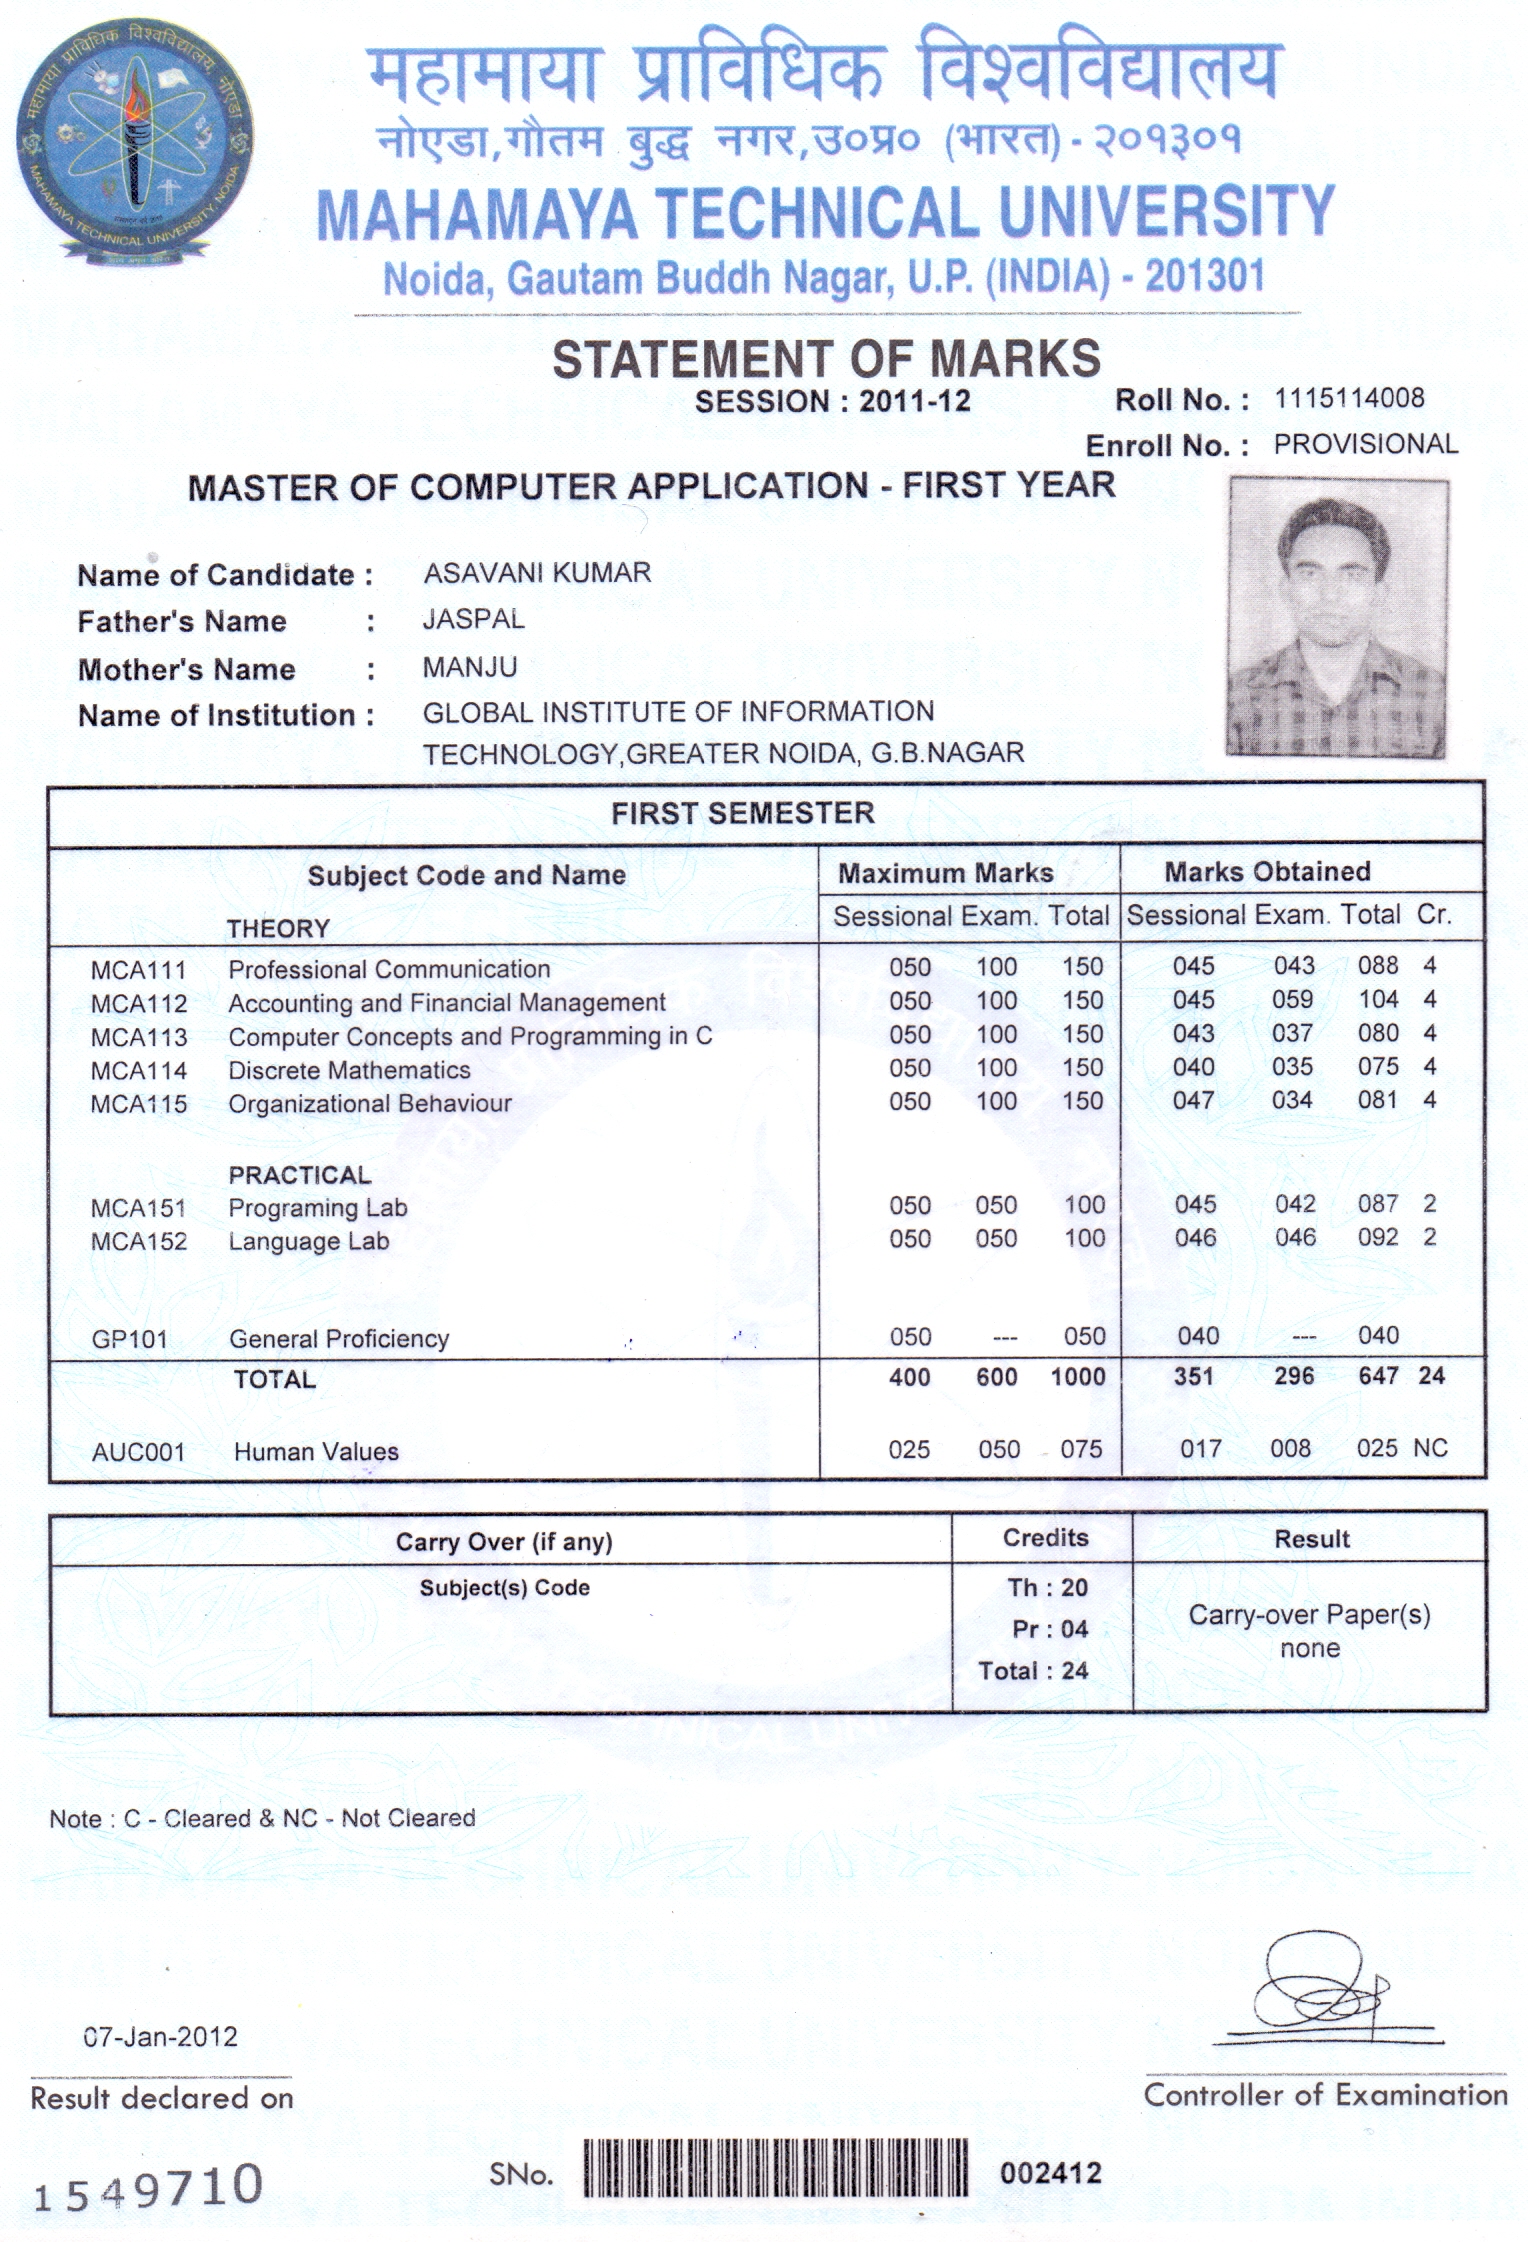 महामाया प्राविधिक विश्वविद्यालय
नोएडा,गौतम बुद्ध नगर,उ०प्र० (भारत) - २०१३०१
MAHAMAYA TECHNICAL UNIVERSITY
Noida, Gautam Buddh Nagar, U.P. (INDIA) - 201301
महामाया प्राविधिक विश्वविद्यालय, नोएडा
MAHAMAYA TECHNICAL UNIVERSITY, NOIDA
STATEMENT OF MARKS
SESSION : 2011-12 Roll No. : 1115114008
Enroll No. : PROVISIONAL
MASTER OF COMPUTER APPLICATION - FIRST YEAR
Name of Candidate : ASAVANI KUMAR
Father's Name : JASPAL
Mother's Name : MANJU
Name of Institution : GLOBAL INSTITUTE OF INFORMATION
TECHNOLOGY,GREATER NOIDA, G.B.NAGAR
FIRST SEMESTER
Subject Code and Name Maximum Marks Marks Obtained
THEORY Sessional Exam. Total Sessional Exam. Total Cr.
MCA111 Professional Communication 050 100 150 045 043 088 4
MCA112 Accounting and Financial Management 050 100 150 045 059 104 4
MCA113 Computer Concepts and Programming in C 050 100 150 043 037 080 4
MCA114 Discrete Mathematics 050 100 150 040 035 075 4
MCA115 Organizational Behaviour 050 100 150 047 034 081 4
PRACTICAL
MCA151 Programing Lab 050 050 100 045 042 087 2
MCA152 Language Lab 050 050 100 046 046 092 2
GP101 General Proficiency 050 --- 050 040 --- 040
TOTAL 400 600 1000 351 296 647 24
AUC001 Human Values 025 050 075 017 008 025 NC
Carry Over (if any) Credits Result
Subject(s) Code Th : 20
Pr : 04
Total : 24
Carry-over Paper(s)
none
Note : C - Cleared & NC - Not Cleared
07-Jan-2012
Result declared on Controller of Examination
1549710 SNo. 002412